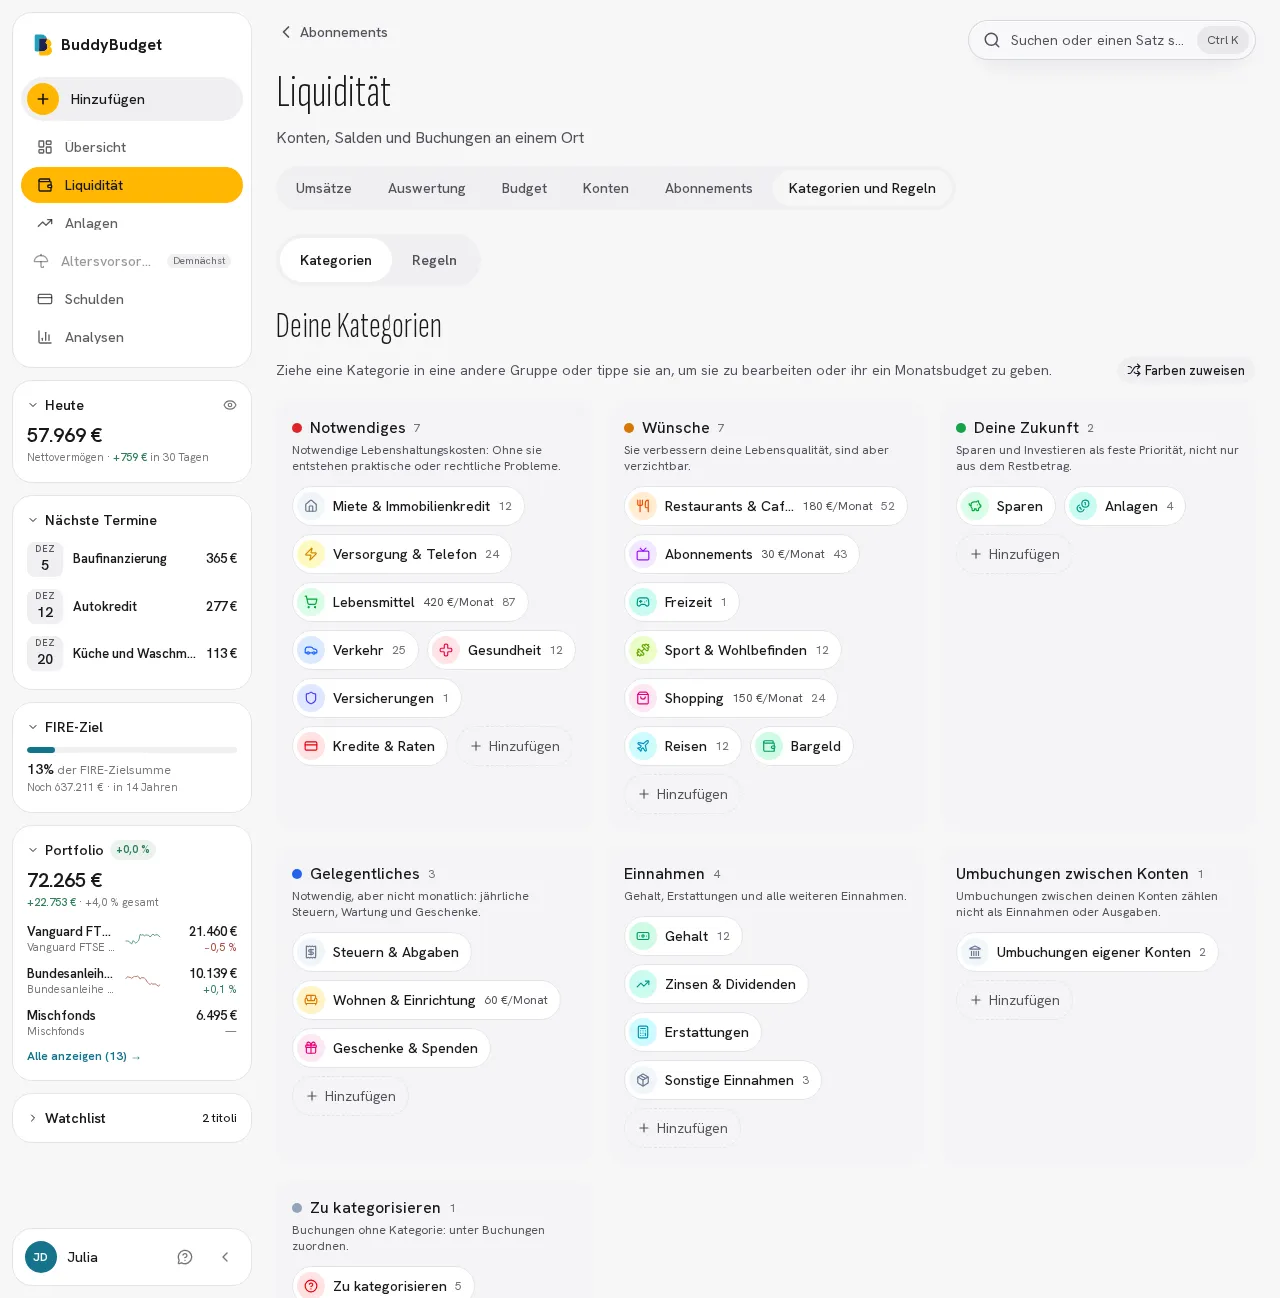 BuddyBudget
Hinzufügen
Übersicht
Liquidität
Anlagen
Altersvorsor...
Demnächst
Schulden
Analysen
Heute
57.969 €
Nettovermögen · +759 € in 30 Tagen
Nächste Termine
DEZ
5
Baufinanzierung
365 €
DEZ
12
Autokredit
277 €
DEZ
20
Küche und Waschm...
113 €
FIRE-Ziel
13% der FIRE-Zielsumme
Noch 637.211 € · in 14 Jahren
Portfolio
+0,0 %
72.265 €
+22.753 € · +4,0 % gesamt
Vanguard FT...
21.460 €
Vanguard FTSE ...
−0,5 %
Bundesanleih...
10.139 €
Bundesanleihe ...
+0,1 %
Mischfonds
6.495 €
Mischfonds
—
Alle anzeigen (13) →
Watchlist
2 titoli
JD
Julia
Abonnements
Suchen oder einen Satz s...
Ctrl K
Liquidität
Konten, Salden und Buchungen an einem Ort
Umsätze
Auswertung
Budget
Konten
Abonnements
Kategorien und Regeln
Kategorien
Regeln
Deine Kategorien
Ziehe eine Kategorie in eine andere Gruppe oder tippe sie an, um sie zu bearbeiten oder ihr ein Monatsbudget zu geben.
Farben zuweisen
Notwendiges 7
Notwendige Lebenshaltungskosten: Ohne sie
entstehen praktische oder rechtliche Probleme.
Miete & Immobilienkredit 12
Versorgung & Telefon 24
Lebensmittel 420 €/Monat 87
Verkehr 25
Gesundheit 12
Versicherungen 1
Kredite & Raten
Hinzufügen
Wünsche 7
Sie verbessern deine Lebensqualität, sind aber
verzichtbar.
Restaurants & Caf... 180 €/Monat 52
Abonnements 30 €/Monat 43
Freizeit 1
Sport & Wohlbefinden 12
Shopping 150 €/Monat 24
Reisen 12
Bargeld
Hinzufügen
Deine Zukunft 2
Sparen und Investieren als feste Priorität, nicht nur
aus dem Restbetrag.
Sparen
Anlagen 4
Hinzufügen
Gelegentliches 3
Notwendig, aber nicht monatlich: jährliche
Steuern, Wartung und Geschenke.
Steuern & Abgaben
Wohnen & Einrichtung 60 €/Monat
Geschenke & Spenden
Hinzufügen
Einnahmen 4
Gehalt, Erstattungen und alle weiteren Einnahmen.
Gehalt 12
Zinsen & Dividenden
Erstattungen
Sonstige Einnahmen 3
Hinzufügen
Umbuchungen zwischen Konten 1
Umbuchungen zwischen deinen Konten zählen
nicht als Einnahmen oder Ausgaben.
Umbuchungen eigener Konten 2
Hinzufügen
Zu kategorisieren 1
Buchungen ohne Kategorie: unter Buchungen
zuordnen.
Zu kategorisieren 5